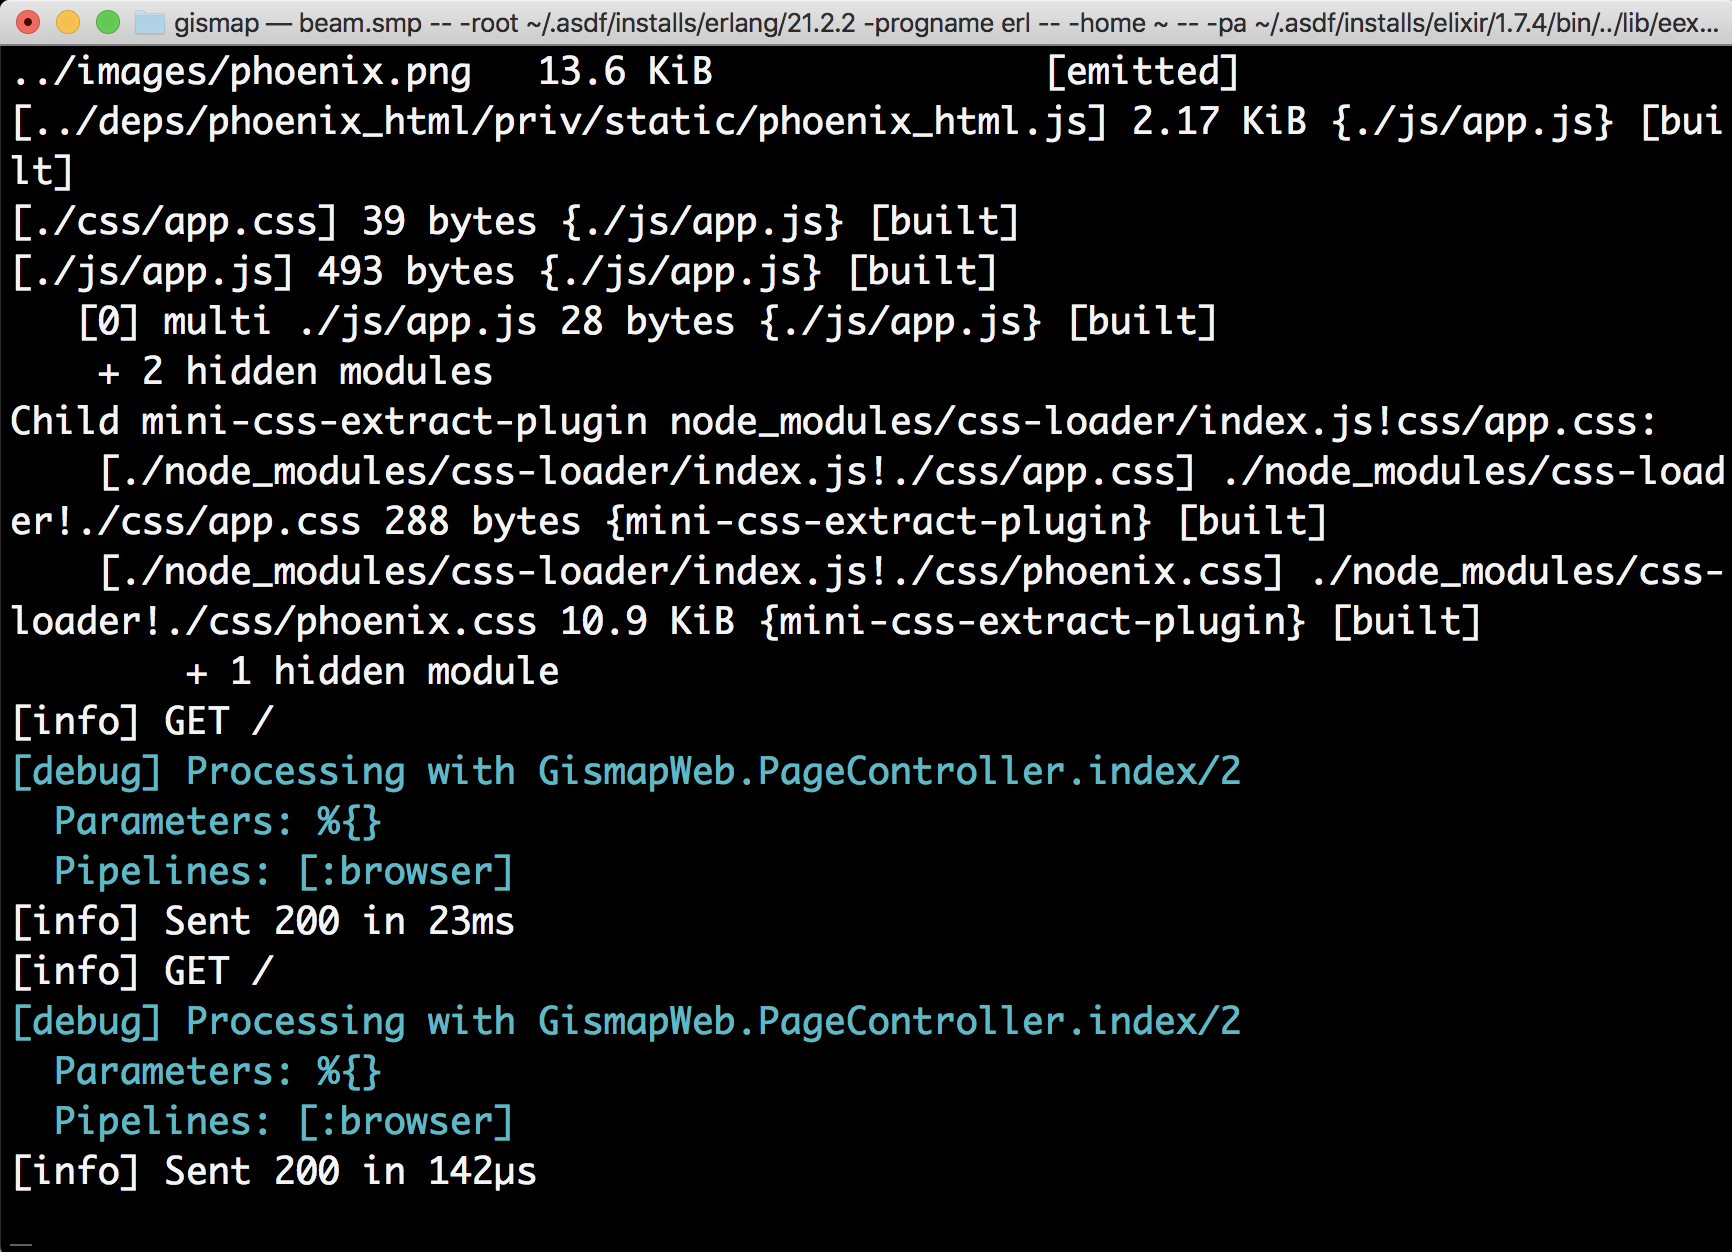 gismap — beam.smp -- -root ~/.asdf/installs/erlang/21.2.2 -progname erl -- -home ~ -- -pa ~/.asdf/installs/elixir/1.7.4/bin/../lib/eex...
../images/phoenix.png   13.6 KiB               [emitted]
[../deps/phoenix_html/priv/static/phoenix_html.js] 2.17 KiB {./js/app.js} [bui
lt]
[./css/app.css] 39 bytes {./js/app.js} [built]
[./js/app.js] 493 bytes {./js/app.js} [built]
   [0] multi ./js/app.js 28 bytes {./js/app.js} [built]
    + 2 hidden modules
Child mini-css-extract-plugin node_modules/css-loader/index.js!css/app.css:
    [./node_modules/css-loader/index.js!./css/app.css] ./node_modules/css-load
er!./css/app.css 288 bytes {mini-css-extract-plugin} [built]
    [./node_modules/css-loader/index.js!./css/phoenix.css] ./node_modules/css-
loader!./css/phoenix.css 10.9 KiB {mini-css-extract-plugin} [built]
        + 1 hidden module
[info] GET /
[debug] Processing with GismapWeb.PageController.index/2
  Parameters: %{}
  Pipelines: [:browser]
[info] Sent 200 in 23ms
[info] GET /
[debug] Processing with GismapWeb.PageController.index/2
  Parameters: %{}
  Pipelines: [:browser]
[info] Sent 200 in 142µs